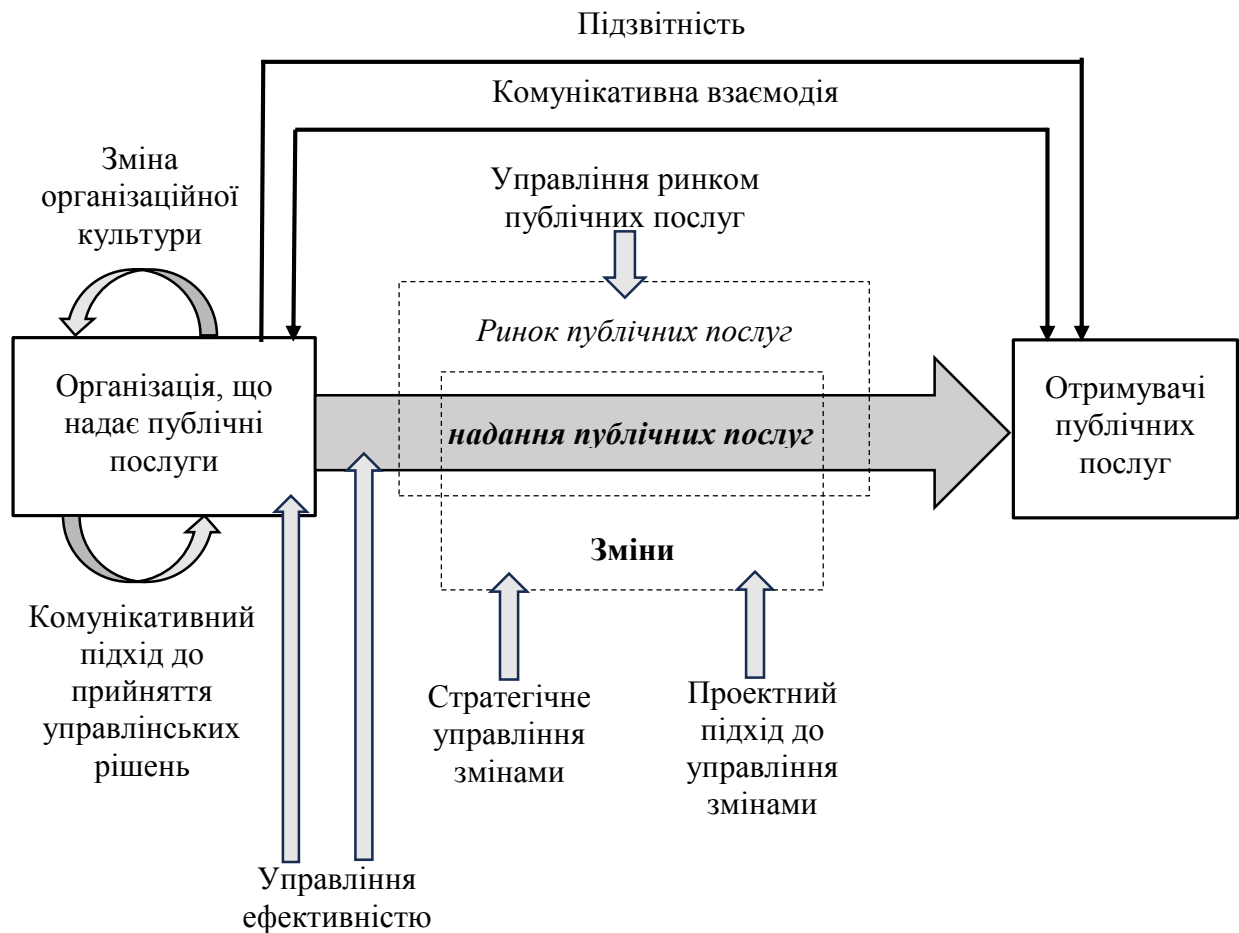 Підзвітність
Комунікативна взаємодія
Зміна
організаційної
культури
Управління ринком
публічних послуг
Ринок публічних послуг
Організація, що
надає публічні
послуги
надання публічних послуг
Отримувачі
публічних
послуг
Зміни
Комунікативний
підхід до
прийняття
управлінських
рішень
Стратегічне
управління
змінами
Проектний
підхід до
управління
змінами
Управління
ефективністю